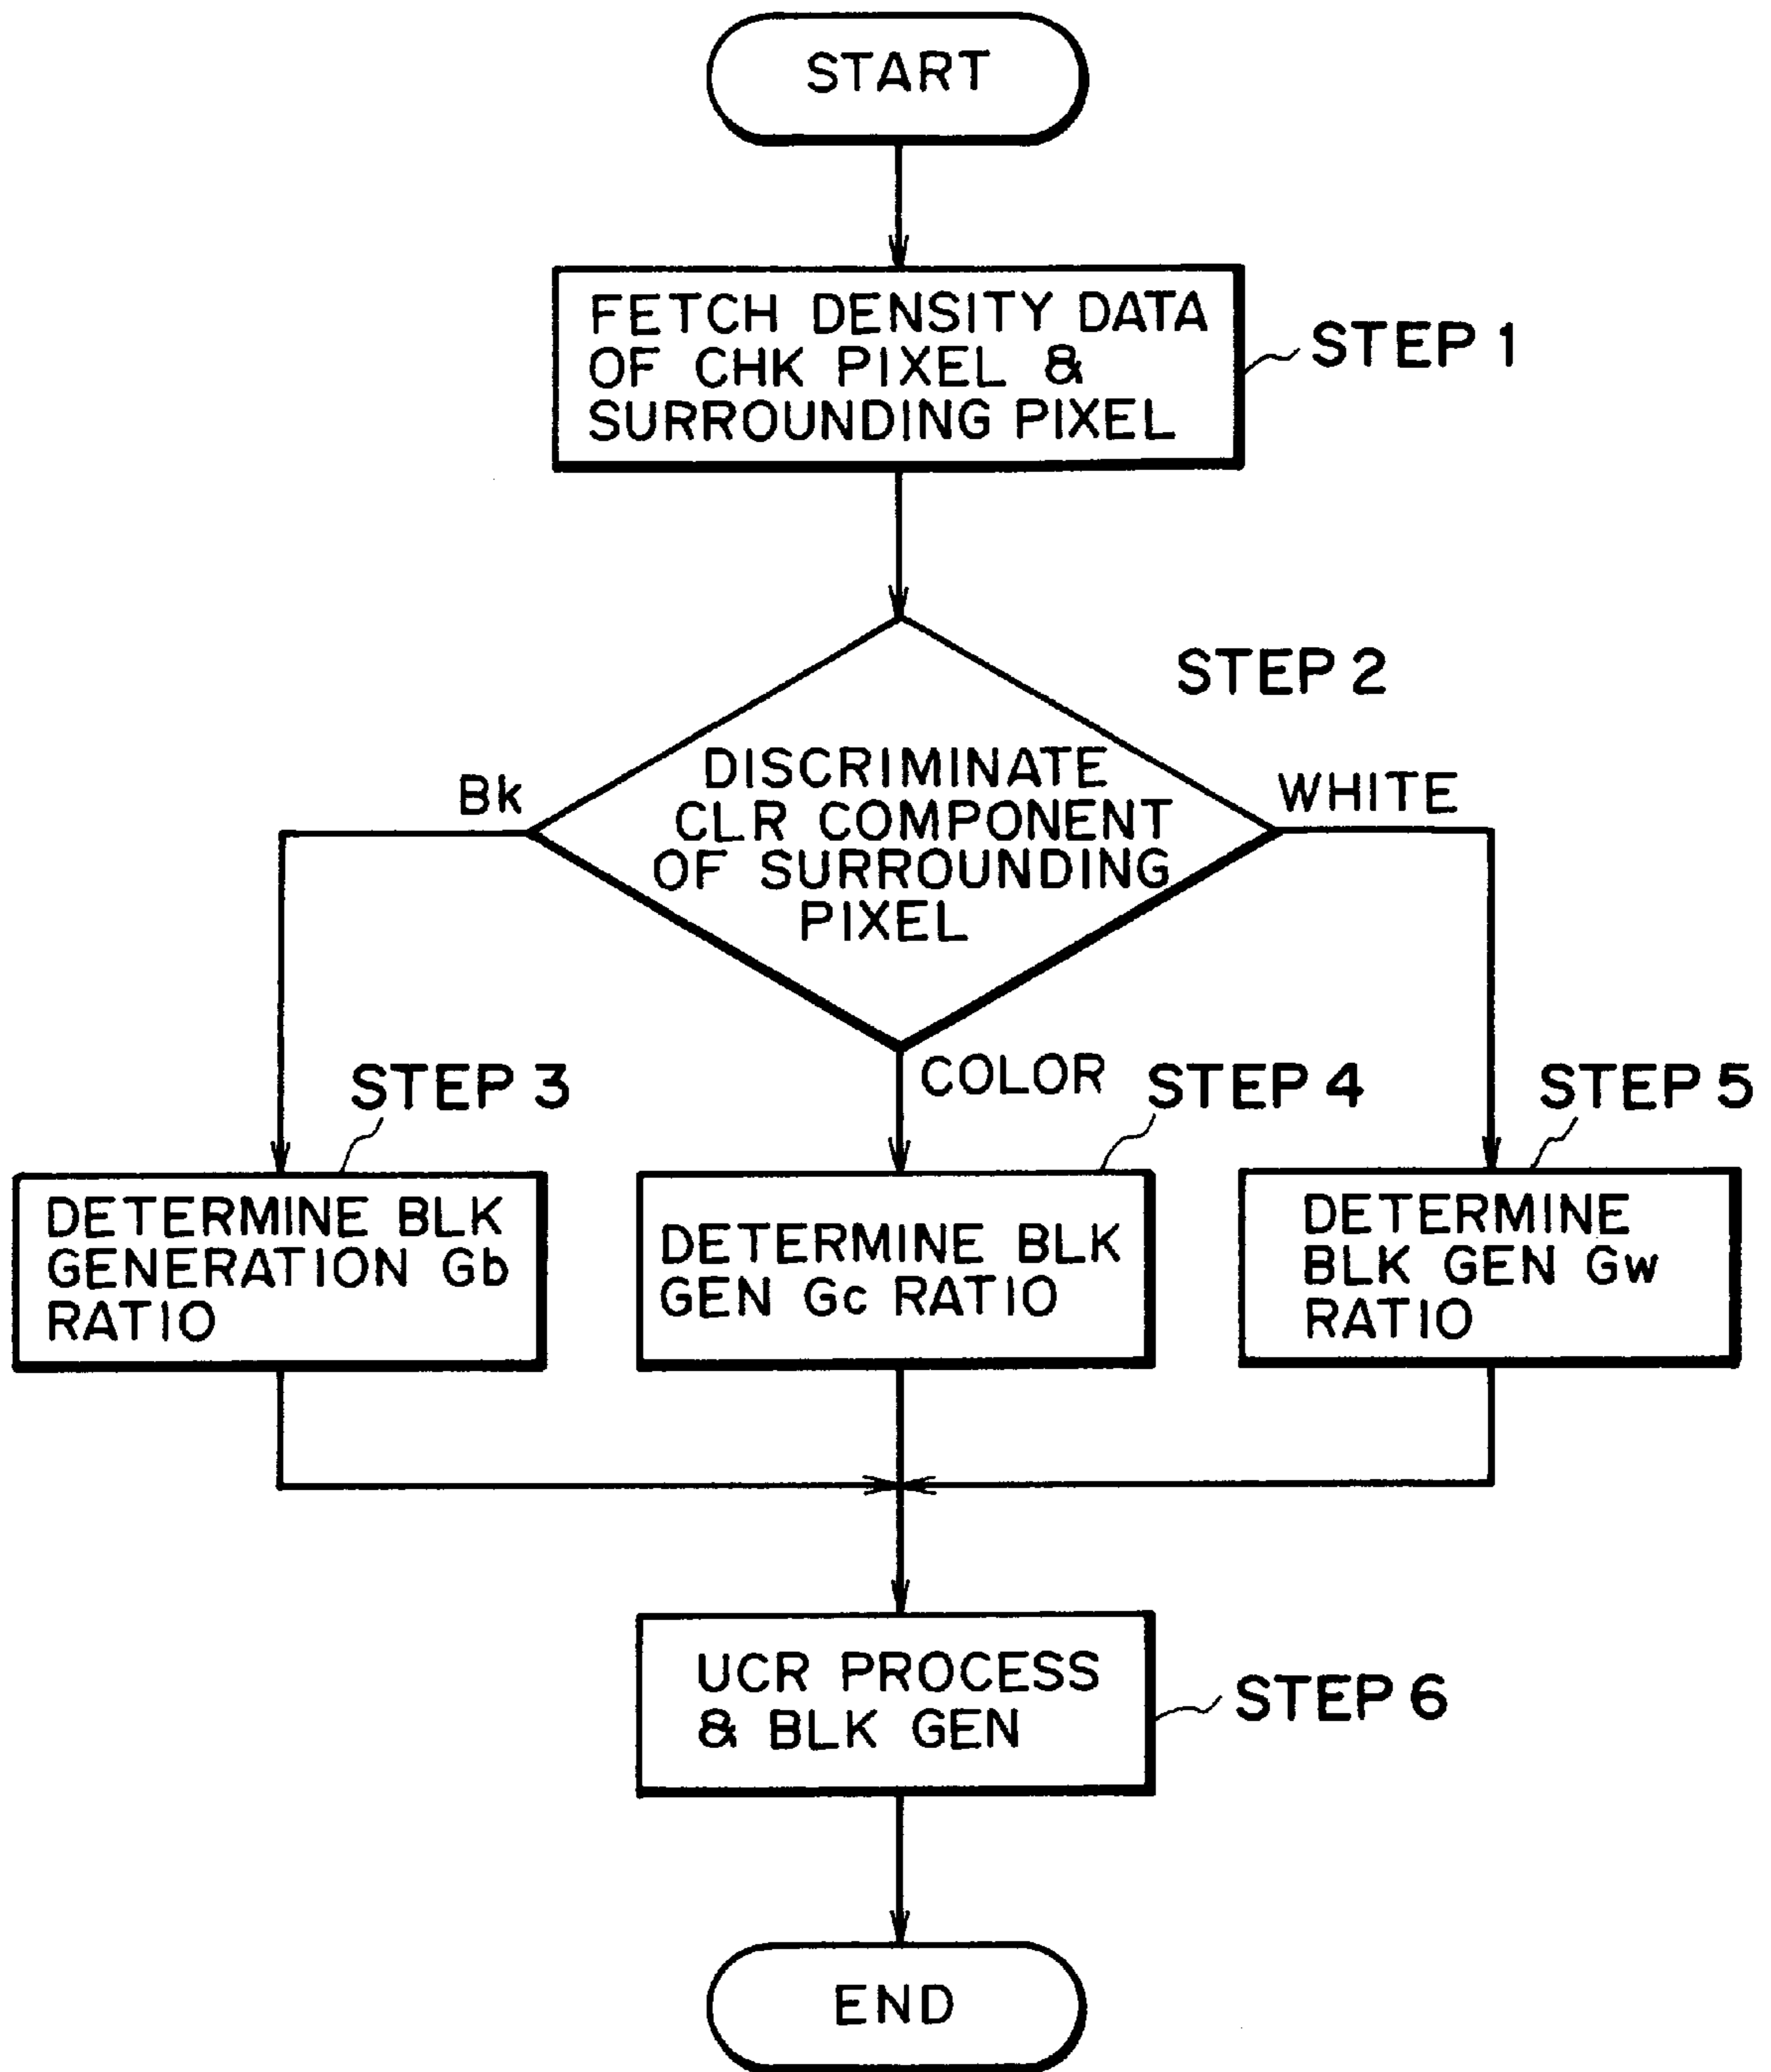 START
FETCH DENSITY DATA
OF CHK PIXEL &
SURROUNDING PIXEL
STEP 1
STEP 2
DISCRIMINATE
CLR COMPONENT
OF SURROUNDING
PIXEL
Bk
WHITE
COLOR
STEP 3
STEP 4
STEP 5
DETERMINE BLK
GENERATION Gb
RATIO
DETERMINE BLK
GEN Gc RATIO
DETERMINE
BLK GEN Gw
RATIO
UCR PROCESS
& BLK GEN
STEP 6
END